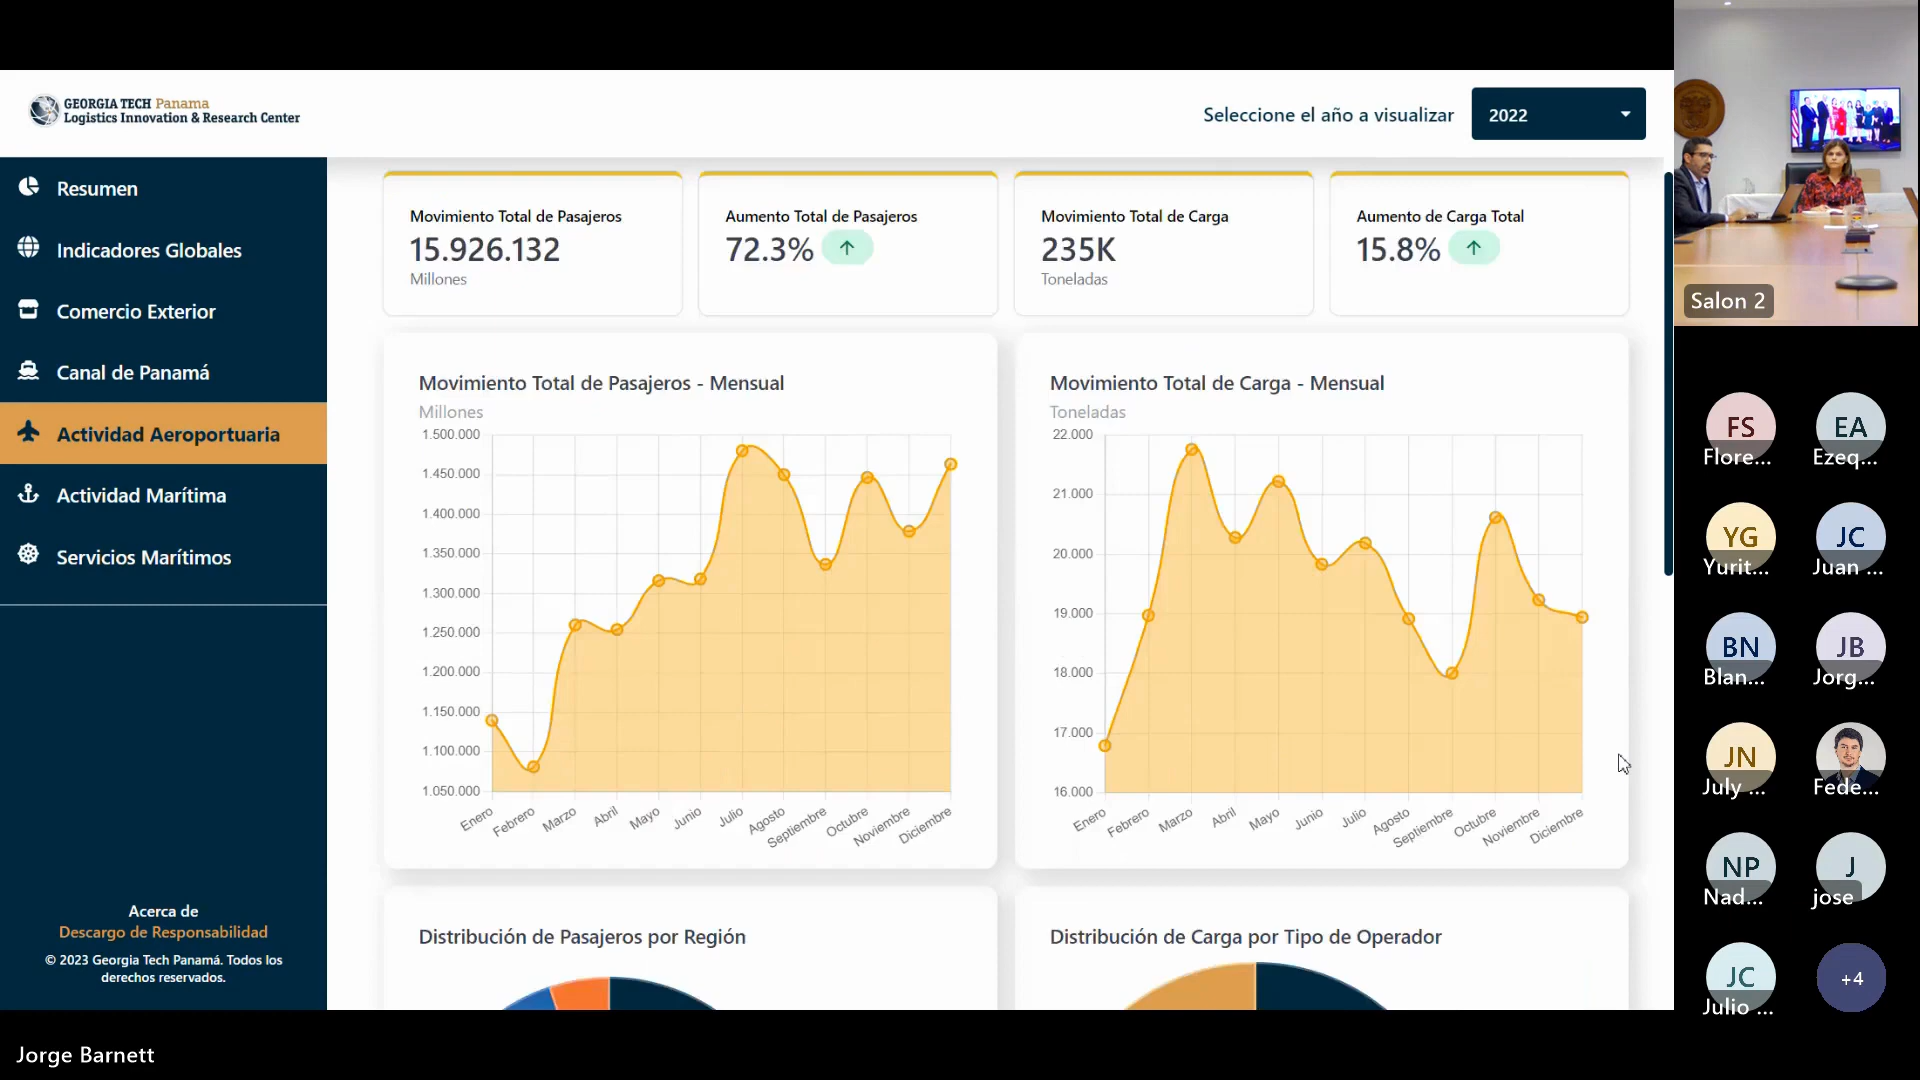 GEORGIA TECH Panama
Logistics Innovation & Research Center
Seleccione el año a visualizar
2022
Resumen
Indicadores Globales
Comercio Exterior
Canal de Panamá
Actividad Aeroportuaria
Actividad Marítima
Servicios Marítimos
Acerca de
Descargo de Responsabilidad
© 2023 Georgia Tech Panamá. Todos los
derechos reservados.
Movimiento Total de Pasajeros
15.926.132
Millones
Aumento Total de Pasajeros
72.3%
Movimiento Total de Carga
235K
Toneladas
Aumento de Carga Total
15.8%
Movimiento Total de Pasajeros - Mensual
Millones
1.500.000
1.450.000
1.400.000
1.350.000
1.300.000
1.250.000
1.200.000
1.150.000
1.100.000
1.050.000
Enero Febrero Marzo Abril Mayo Junio Julio Agosto Septiembre Octubre Noviembre Diciembre
Movimiento Total de Carga - Mensual
Toneladas
22.000
21.000
20.000
19.000
18.000
17.000
16.000
Enero Febrero Marzo Abril Mayo Junio Julio Agosto Septiembre Octubre Noviembre Diciembre
Distribución de Pasajeros por Región
Distribución de Carga por Tipo de Operador
Salon 2
FS EA
Flore... Ezeq...
YG JC
Yurit... Juan ...
BN JB
Blan... Jorg...
JN
July ... Fede...
NP J
Nad... jose
JC +4
Julio ...
Jorge Barnett